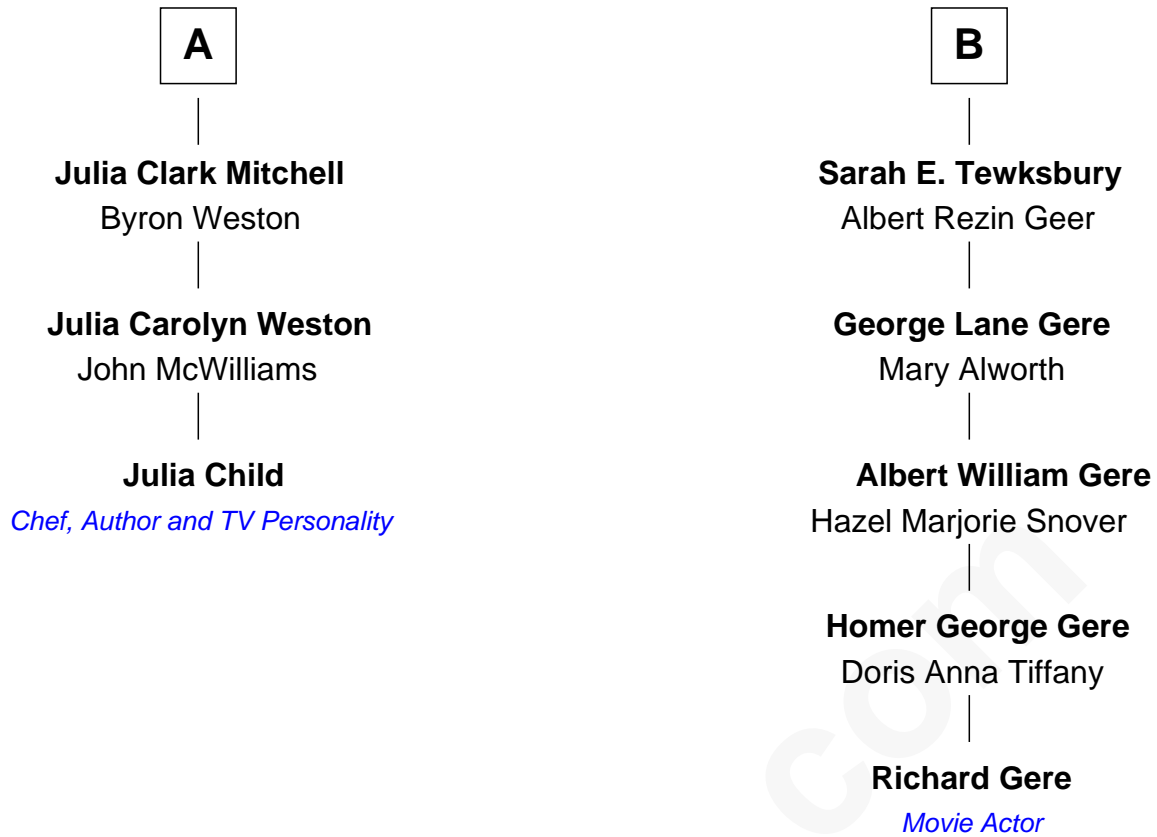 A
Julia Clark Mitchell
Byron Weston
Julia Carolyn Weston
John McWilliams
Julia Child
Chef, Author and TV Personality
B
Sarah E. Tewksbury
Albert Rezin Geer
George Lane Gere
Mary Alworth
Albert William Gere
Hazel Marjorie Snover
Homer George Gere
Doris Anna Tiffany
Richard Gere
Movie Actor
com